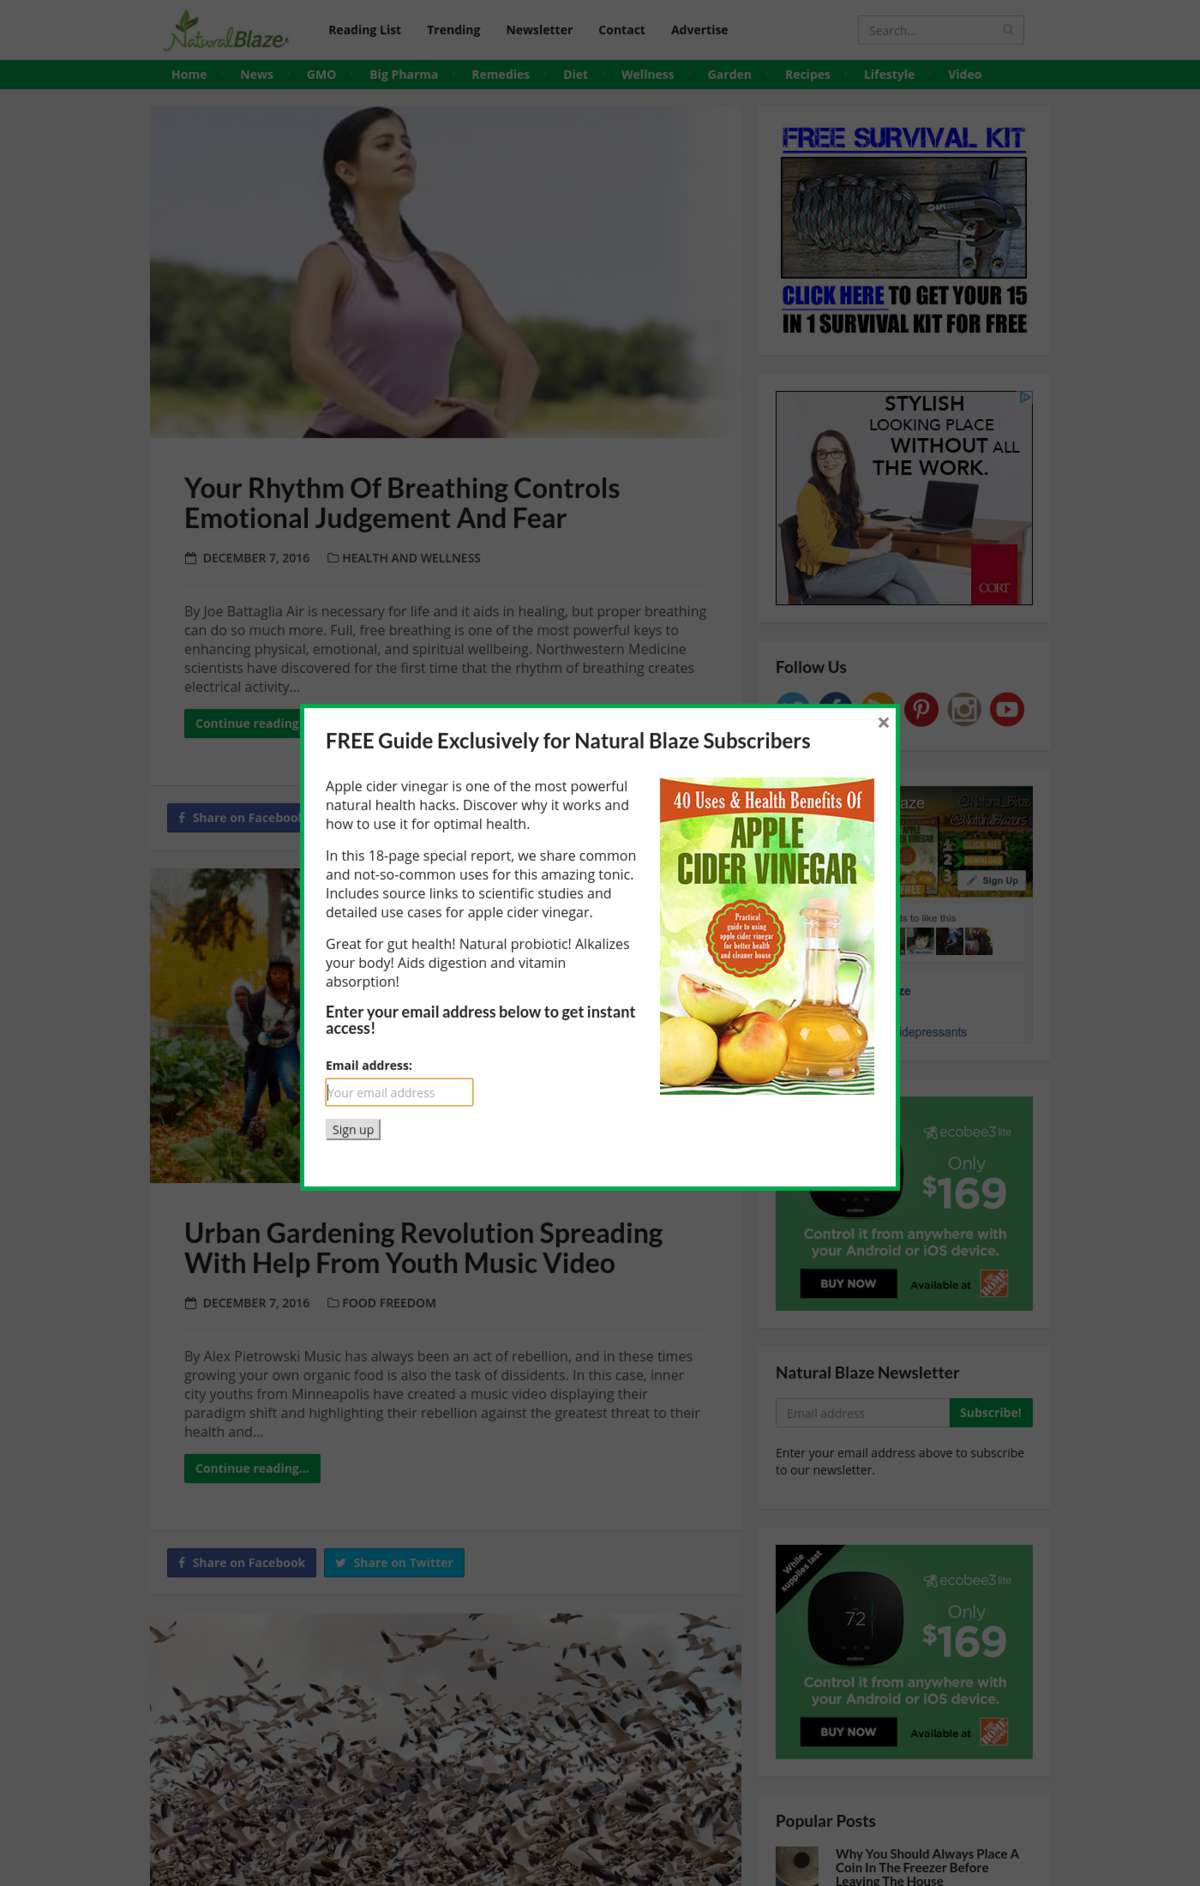 NaturalBlaze
Reading List
Trending
Newsletter
Contact
Advertise
Search...
Home
News
GMO
Big Pharma
Remedies
Diet
Wellness
Garden
Recipes
Lifestyle
Video
FREE SURVIVAL KIT
CLICK HERE TO GET YOUR 15
IN 1 SURVIVAL KIT FOR FREE
STYLISH
LOOKING PLACE
WITHOUT ALL
THE WORK.
CORT
Your Rhythm Of Breathing Controls
Emotional Judgement And Fear
DECEMBER 7, 2016
HEALTH AND WELLNESS
By Joe Battaglia Air is necessary for life and it aids in healing, but proper breathing
can do so much more. Full, free breathing is one of the most powerful keys to
enhancing physical, emotional, and spiritual wellbeing. Northwestern Medicine
scientists have discovered for the first time that the rhythm of breathing creates
electrical activity...
Continue reading
Share on Facebook
Follow Us
FREE Guide Exclusively for Natural Blaze Subscribers
Apple cider vinegar is one of the most powerful
natural health hacks. Discover why it works and
how to use it for optimal health.
In this 18-page special report, we share common
and not-so-common uses for this amazing tonic.
Includes source links to scientific studies and
detailed use cases for apple cider vinegar.
Great for gut health! Natural probiotic! Alkalizes
your body! Aids digestion and vitamin
absorption!
Enter your email address below to get instant
access!
Email address:
Your email address
Sign up
40 Uses & Health Benefits Of
APPLE
CIDER VINEGAR
Practical
guide to using
apple cider vinegar
for better health
and cleaner house
aze
@Natural_Blaze
@NaturalBlazers
Sign Up
ds to like this
ze
idepressants
ecobee3 lite
Only
$169
Control it from anywhere with
your Android or iOS device.
BUY NOW
Available at
THE HOME DEPOT
Urban Gardening Revolution Spreading
With Help From Youth Music Video
DECEMBER 7, 2016
FOOD FREEDOM
By Alex Pietrowski Music has always been an act of rebellion, and in these times
growing your own organic food is also the task of dissidents. In this case, inner
city youths from Minneapolis have created a music video displaying their
paradigm shift and highlighting their rebellion against the greatest threat to their
health and...
Continue reading...
Share on Facebook
Share on Twitter
Natural Blaze Newsletter
Email address
Subscribe!
Enter your email address above to subscribe
to our newsletter.
While
supplies last
ecobee3 lite
72
Only
$169
Control it from anywhere with
your Android or iOS device.
BUY NOW
Available at
THE HOME DEPOT
Popular Posts
Why You Should Always Place A
Coin In The Freezer Before
Leaving The House